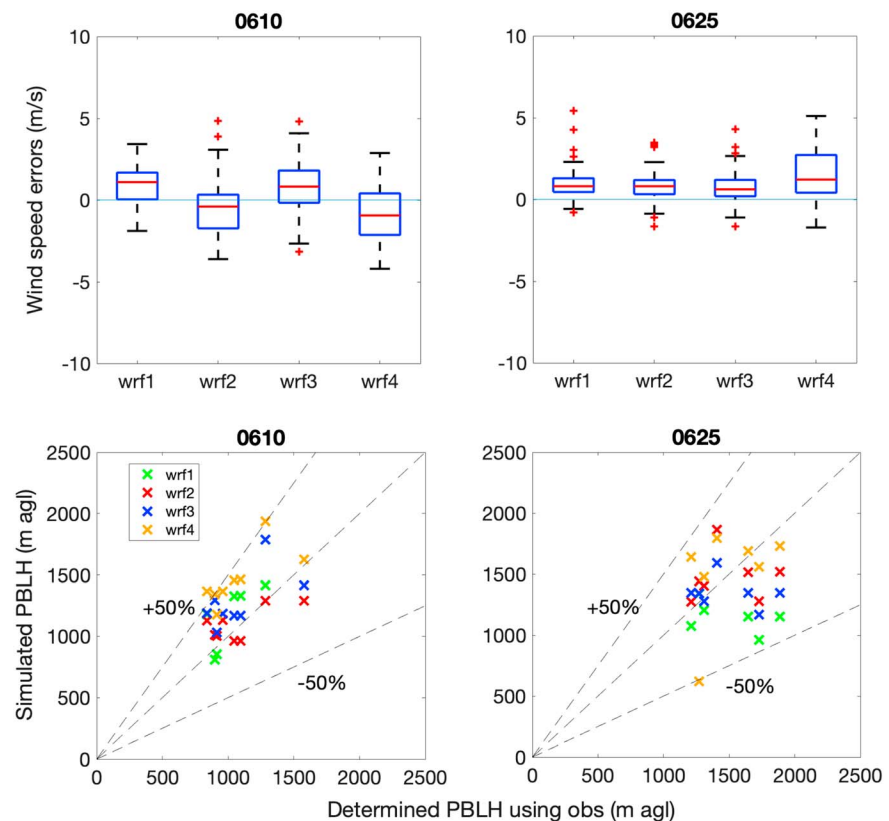 0610
0625
Wind speed errors (m/s)
10
5
0
-5
-10
wrf1 wrf2 wrf3 wrf4
10
5
0
-5
-10
wrf1 wrf2 wrf3 wrf4
0610
0625
Simulated PBLH (m agl)
2500
2000
1500
1000
500
0
wrf1
wrf2
wrf3
wrf4
+50%
-50%
0 500 1000 1500 2000 2500
2500
2000
1500
1000
500
0
+50%
-50%
0 500 1000 1500 2000 2500
Determined PBLH using obs (m agl)